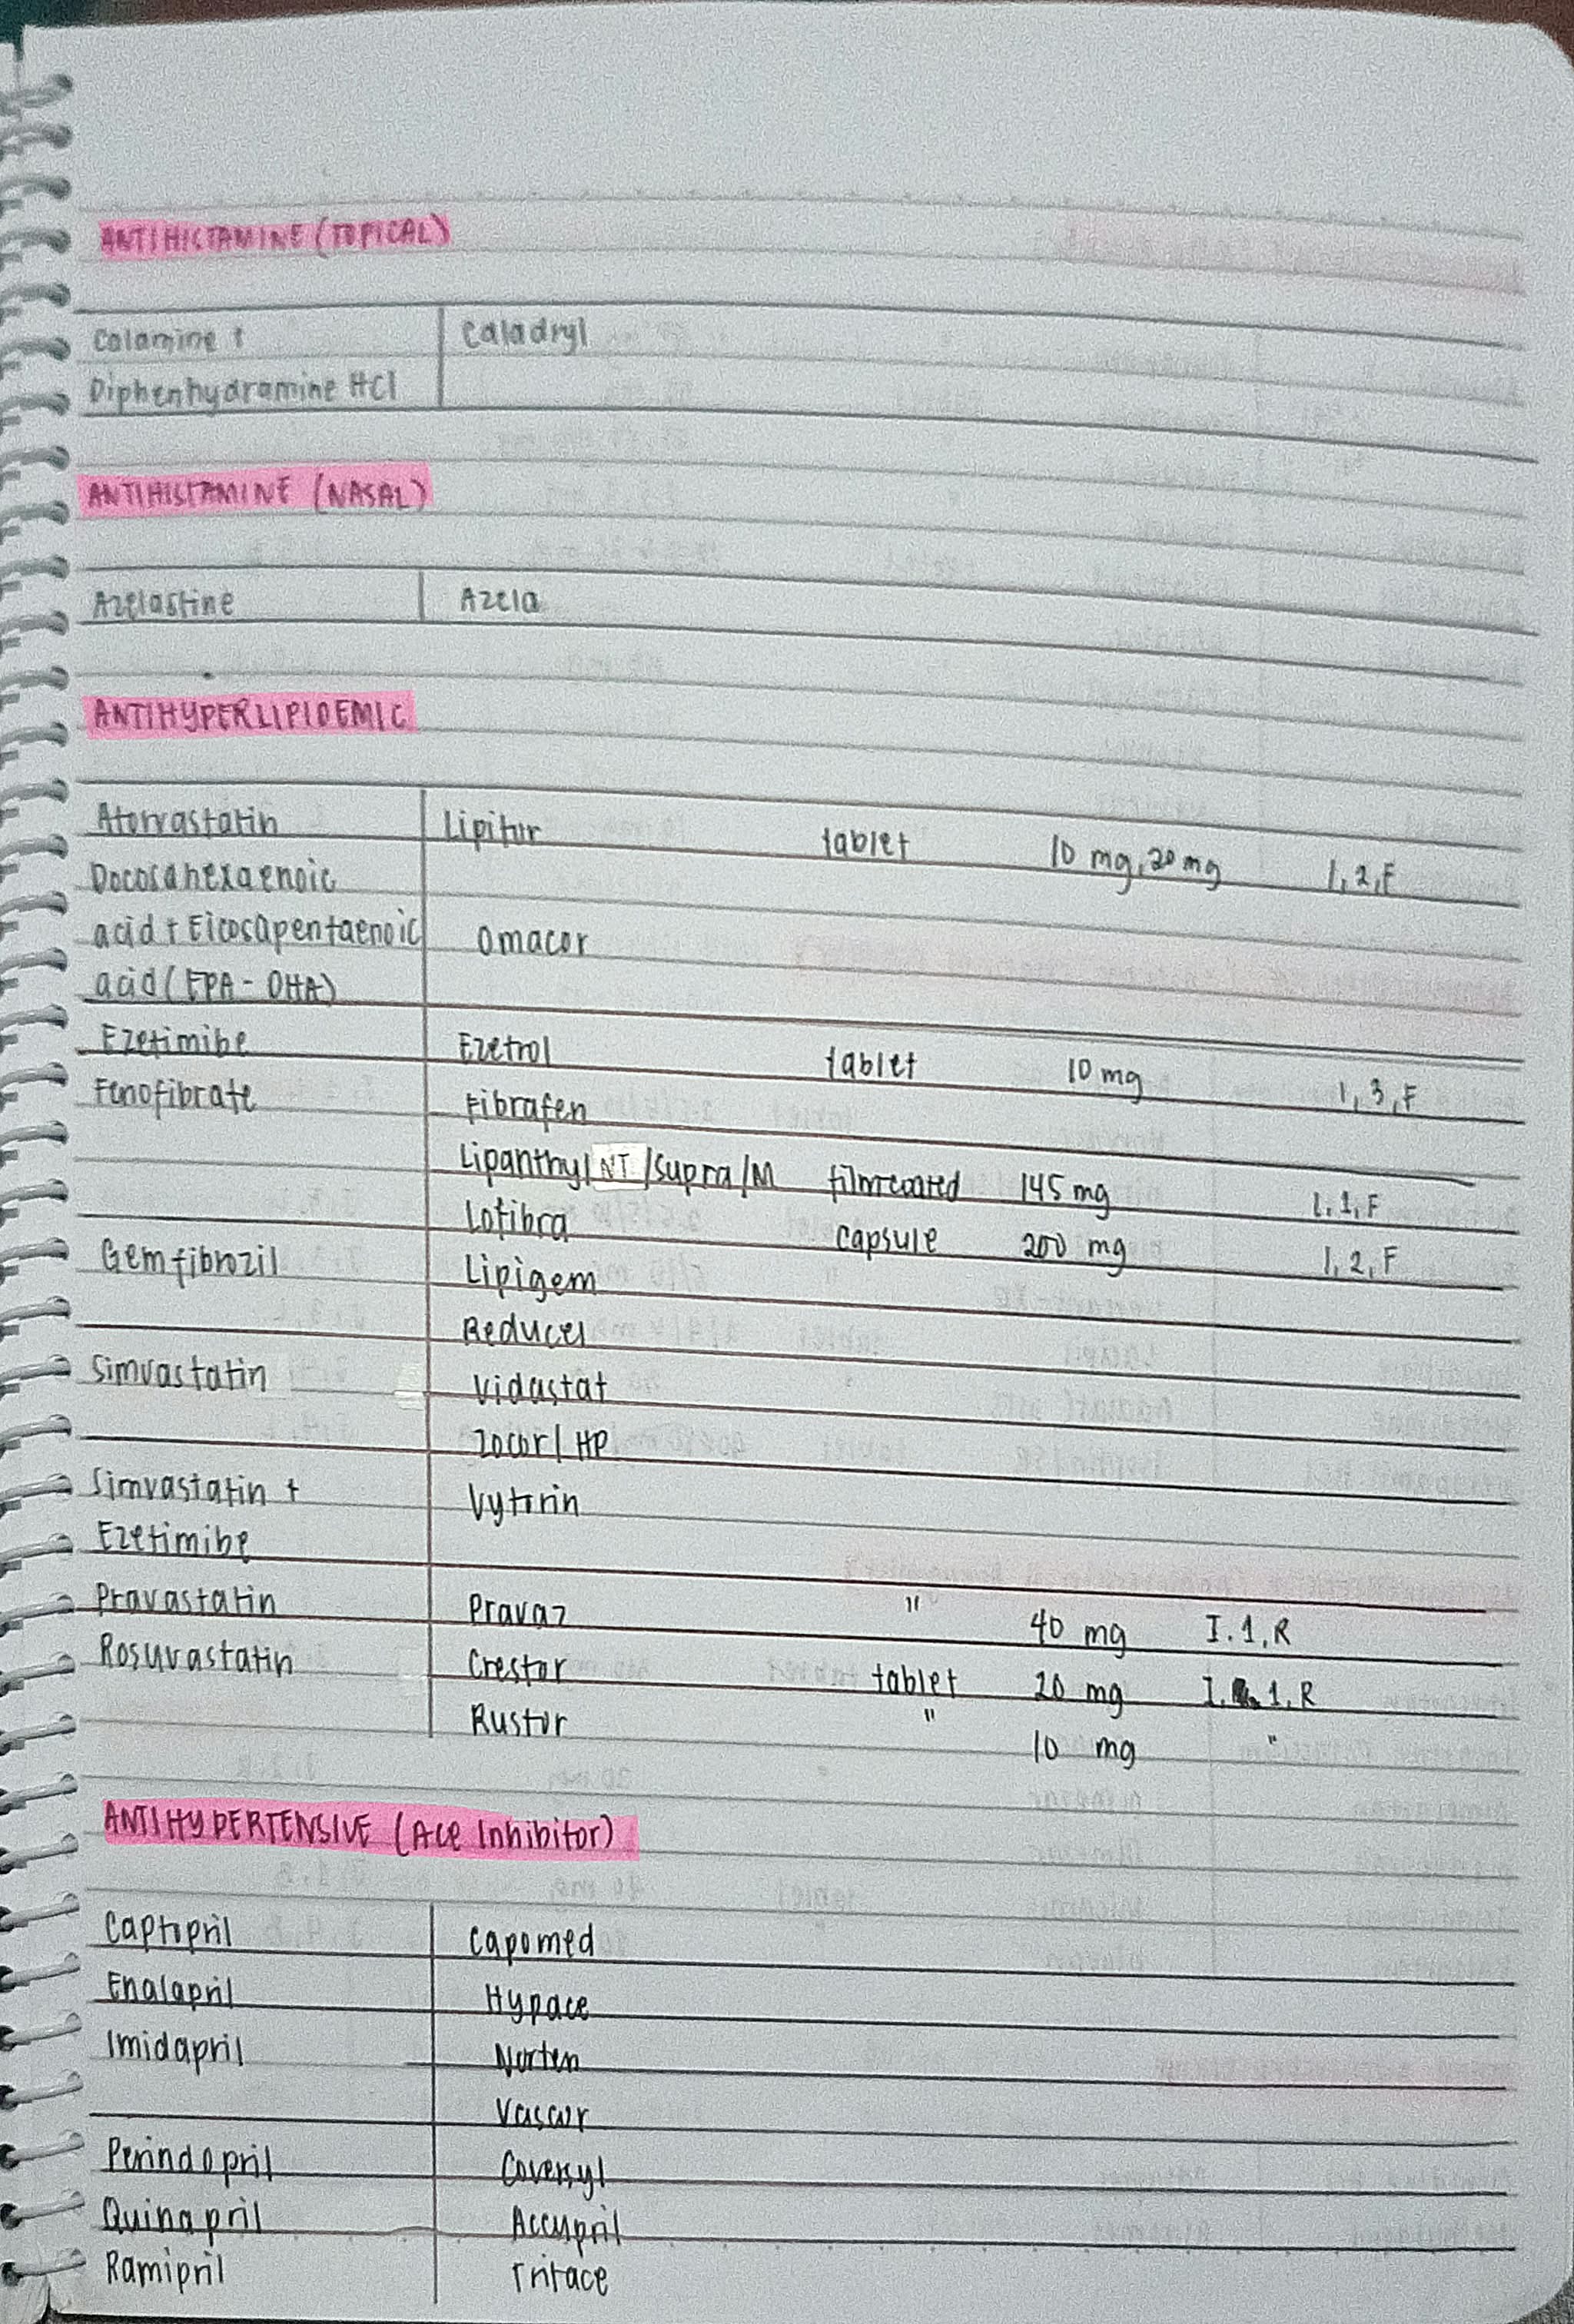 ANTIHISTAMINE (TOPICAL)
Calamine + Caladryl
Diphenhydramine HCl
ANTIHISTAMINE (NASAL)
Azelastine Azela
ANTIHYPERLIPIDEMIC
Atorvastatin Lipitor tablet 10 mg, 20 mg 1, 2, F
Docosahexaenoic
acid + Eicosapentaenoic Omacor
acid (EPA - DHA)
Ezetimibe Ezetrol tablet 10 mg 1, 3, F
Fenofibrate Fibrafen
Lipanthyl NT /Supra/M filmcoated 145 mg 1, 1, F
Lofibra capsule 200 mg 1, 2, F
Gemfibrozil Lipigem
Reducel
Simvastatin Vidastat
Zocor/ HP
Simvastatin + Vytorin
Ezetimibe
Pravastatin Pravaz " 40 mg I. 1, R
Rosuvastatin Crestor tablet 20 mg I. 1, R
Rustor " 10 mg "
ANTIHYPERTENSIVE (Ace Inhibitor)
Captopril Capomed
Enalapril Hypace
Imidapril Norten
Vascor
Perindopril Coversyl
Quinapril Accupril
Ramipril Tritace